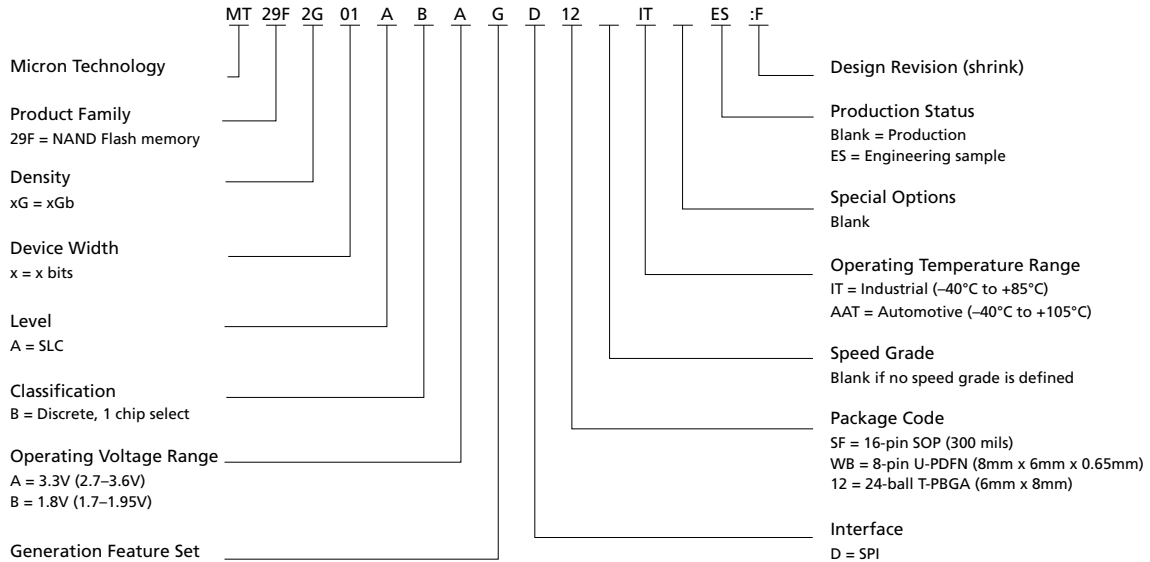 MT 29F 2G 01 A B A G D 12 IT ES :F
Micron Technology
Product Family
29F = NAND Flash memory
Density
xG = xGb
Device Width
x = x bits
Level
A = SLC
Classification
B = Discrete, 1 chip select
Operating Voltage Range
A = 3.3V (2.7–3.6V)
B = 1.8V (1.7–1.95V)
Generation Feature Set
Design Revision (shrink)
Production Status
Blank = Production
ES = Engineering sample
Special Options
Blank
Operating Temperature Range
IT = Industrial (–40°C to +85°C)
AAT = Automotive (–40°C to +105°C)
Speed Grade
Blank if no speed grade is defined
Package Code
SF = 16-pin SOP (300 mils)
WB = 8-pin U-PDFN (8mm x 6mm x 0.65mm)
12 = 24-ball T-PBGA (6mm x 8mm)
Interface
D = SPI